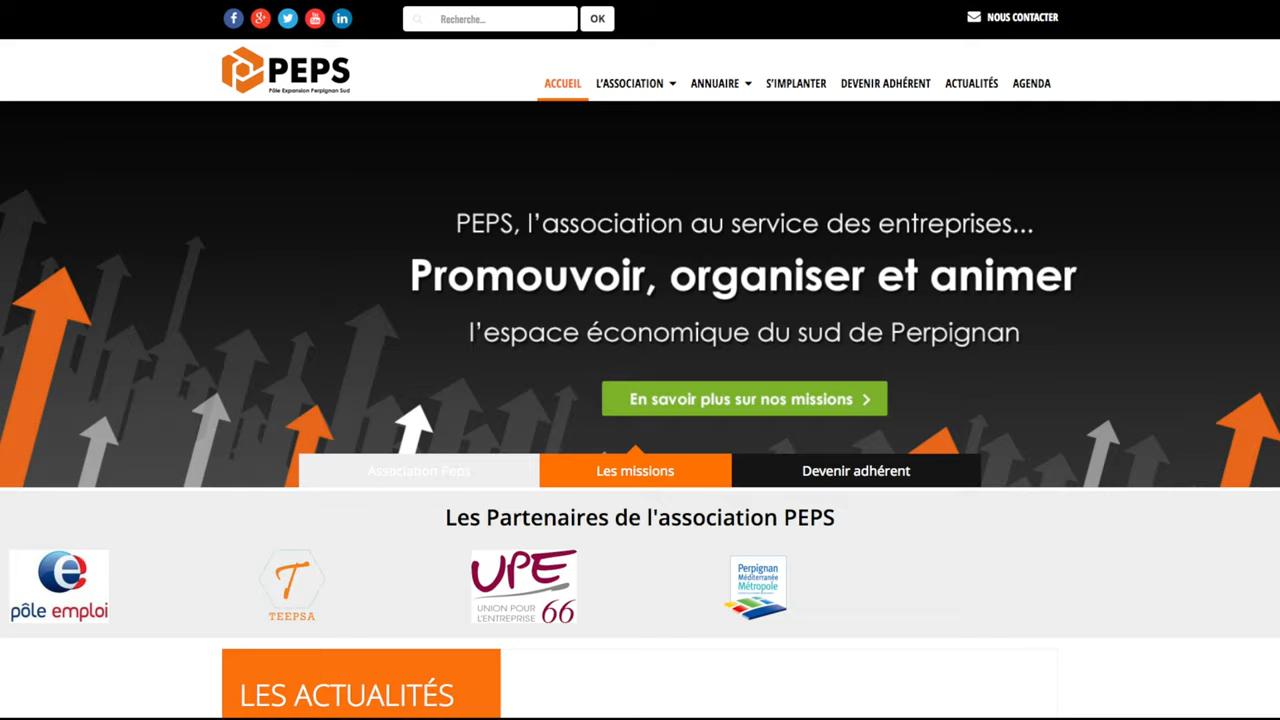 Recherche...
OK
NOUS CONTACTER
PEPS
Pôle Expansion Perpignan Sud
ACCUEIL
L'ASSOCIATION
ANNUAIRE
S'IMPLANTER
DEVENIR ADHÉRENT
ACTUALITÉS
AGENDA
PEPS, l'association au service des entreprises...
Promouvoir, organiser et animer
l'espace économique du sud de Perpignan
En savoir plus sur nos missions
Association Peps
Les missions
Devenir adhérent
Les Partenaires de l'association PEPS
pôle emploi
T
TEEPSA
UPE
UNION POUR
L'ENTREPRISE 66
Perpignan
Méditerranée
Métropole
LES ACTUALITÉS